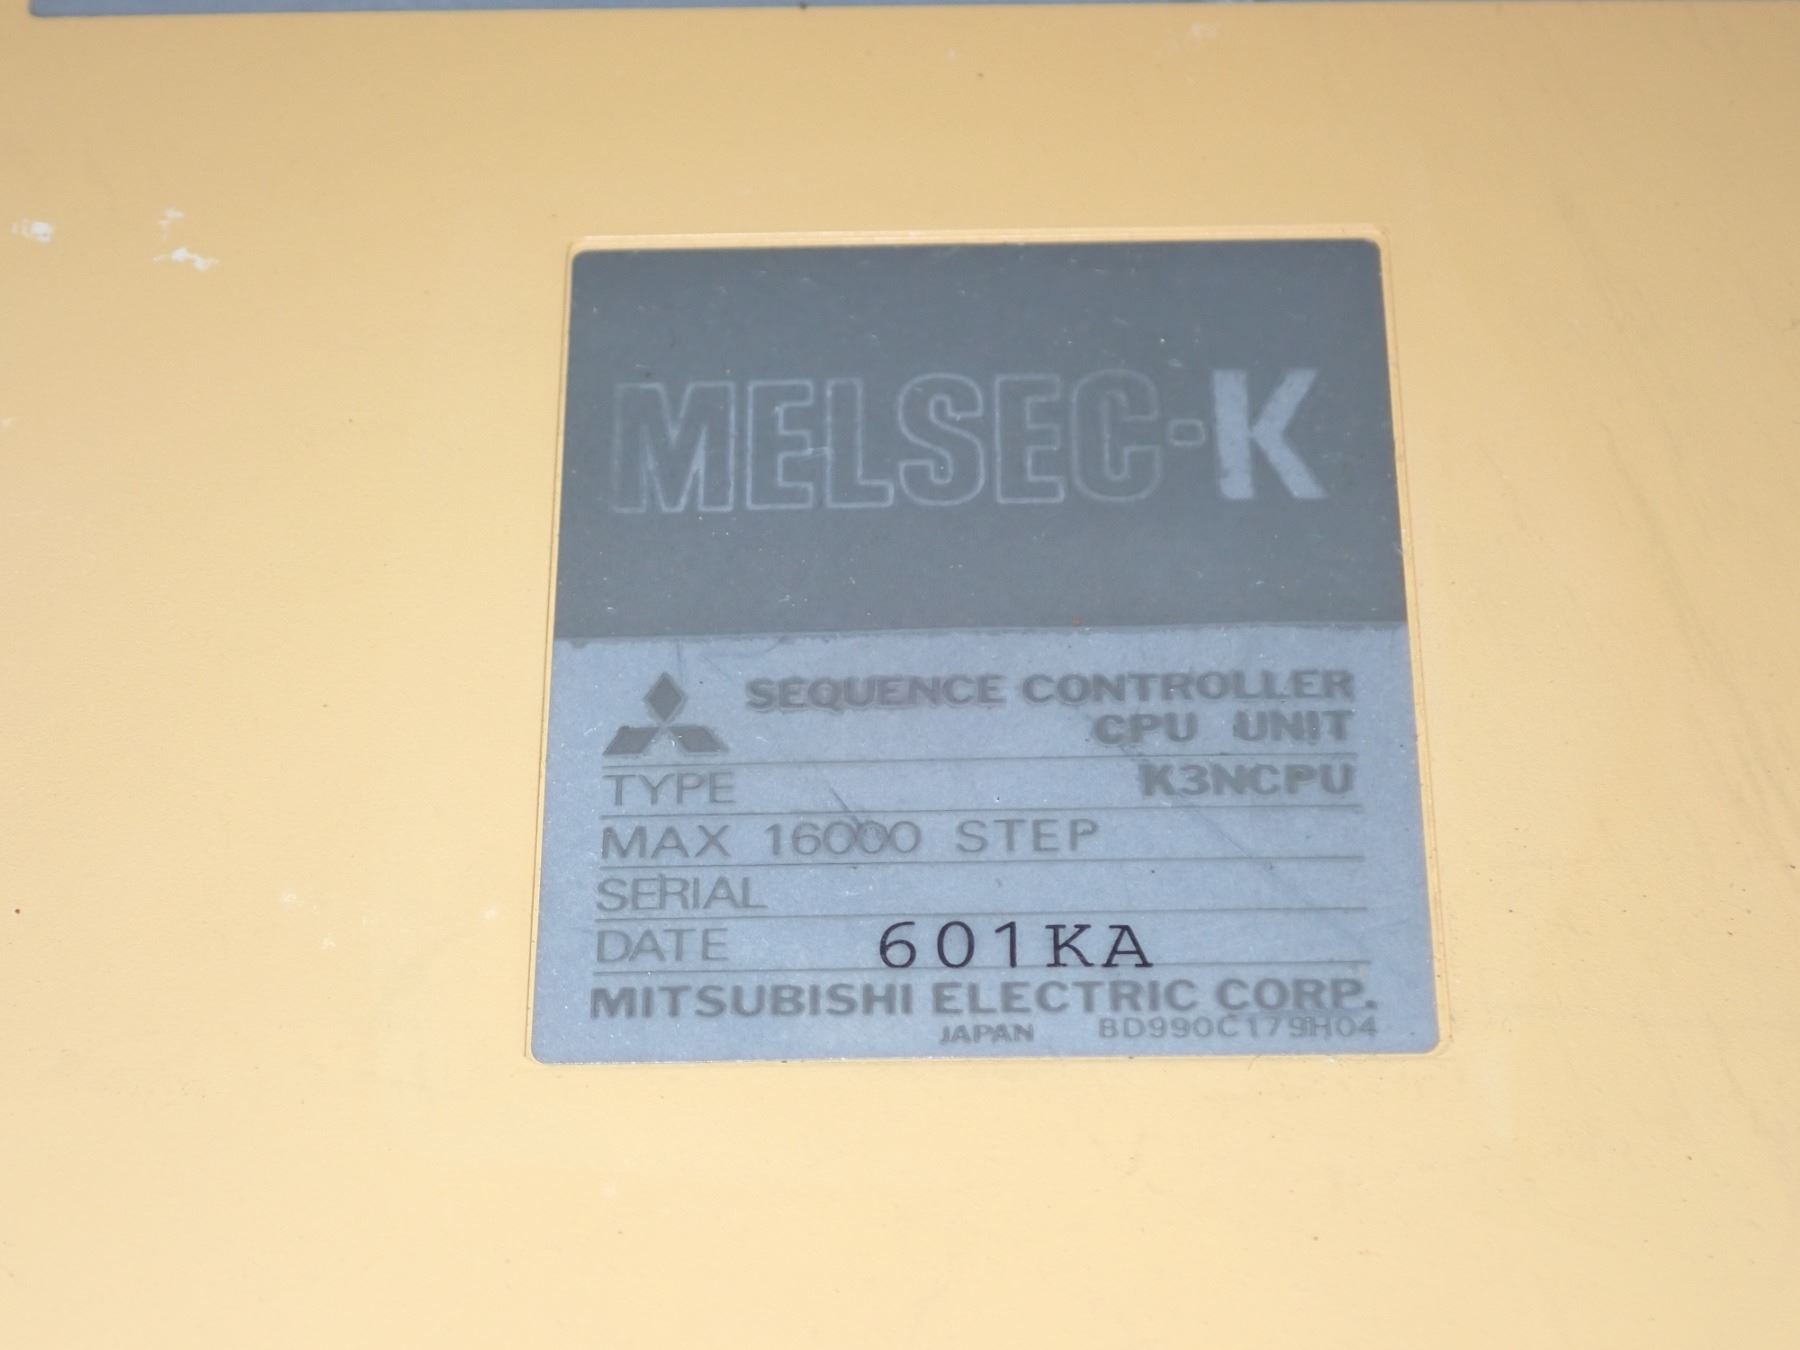 MELSEC-K
SEQUENCE CONTROLLER
CPU UNIT
TYPE K3NCPU
MAX 16000 STEP
SERIAL
DATE 601KA
MITSUBISHI ELECTRIC CORP.
JAPAN BD990C179H04